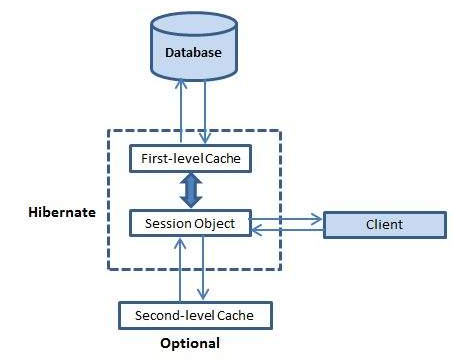 Database
First-level Cache
Hibernate
Session Object
Client
Second-level Cache
Optional